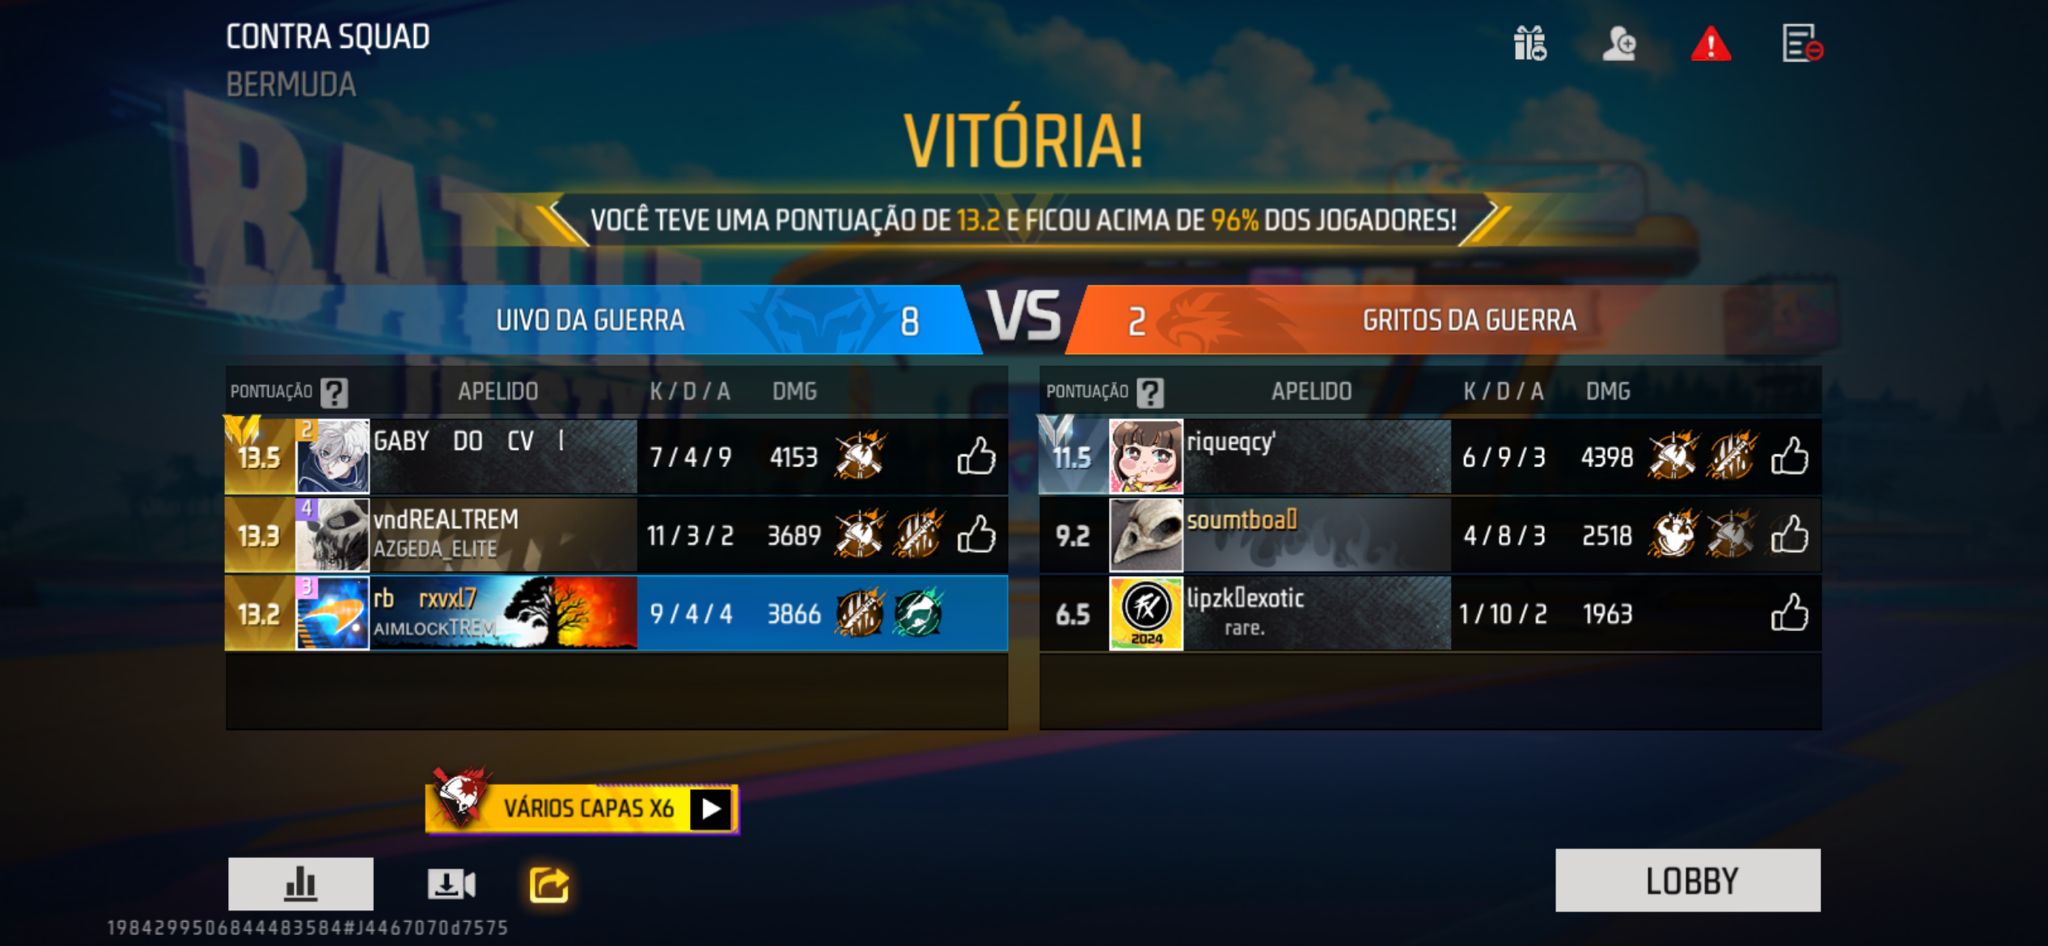 CONTRA SQUAD
BERMUDA
VITÓRIA!
VOCÊ TEVE UMA PONTUAÇÃO DE 13.2 E FICOU ACIMA DE 96% DOS JOGADORES!
UIVO DA GUERRA 8 VS 2 GRITOS DA GUERRA
PONTUAÇÃO ? APELIDO K / D / A DMG
13.5 2 GABY DO CV 7 / 4 / 9 4153
13.3 4 vndREALTREM 11 / 3 / 2 3689
AZGEDA_ELITE
13.2 3 rb rxvxl7 9 / 4 / 4 3866
AIMLOCKTREM
PONTUAÇÃO ? APELIDO K / D / A DMG
11.5 riqueqcy' 6 / 9 / 3 4398
9.2 soumtboa 4 / 8 / 3 2518
6.5 lipzk▯exotic 1 / 10 / 2 1963
rare.
2024
VÁRIOS CAPAS X6
LOBBY
1984299506844483584#J4467070d7575